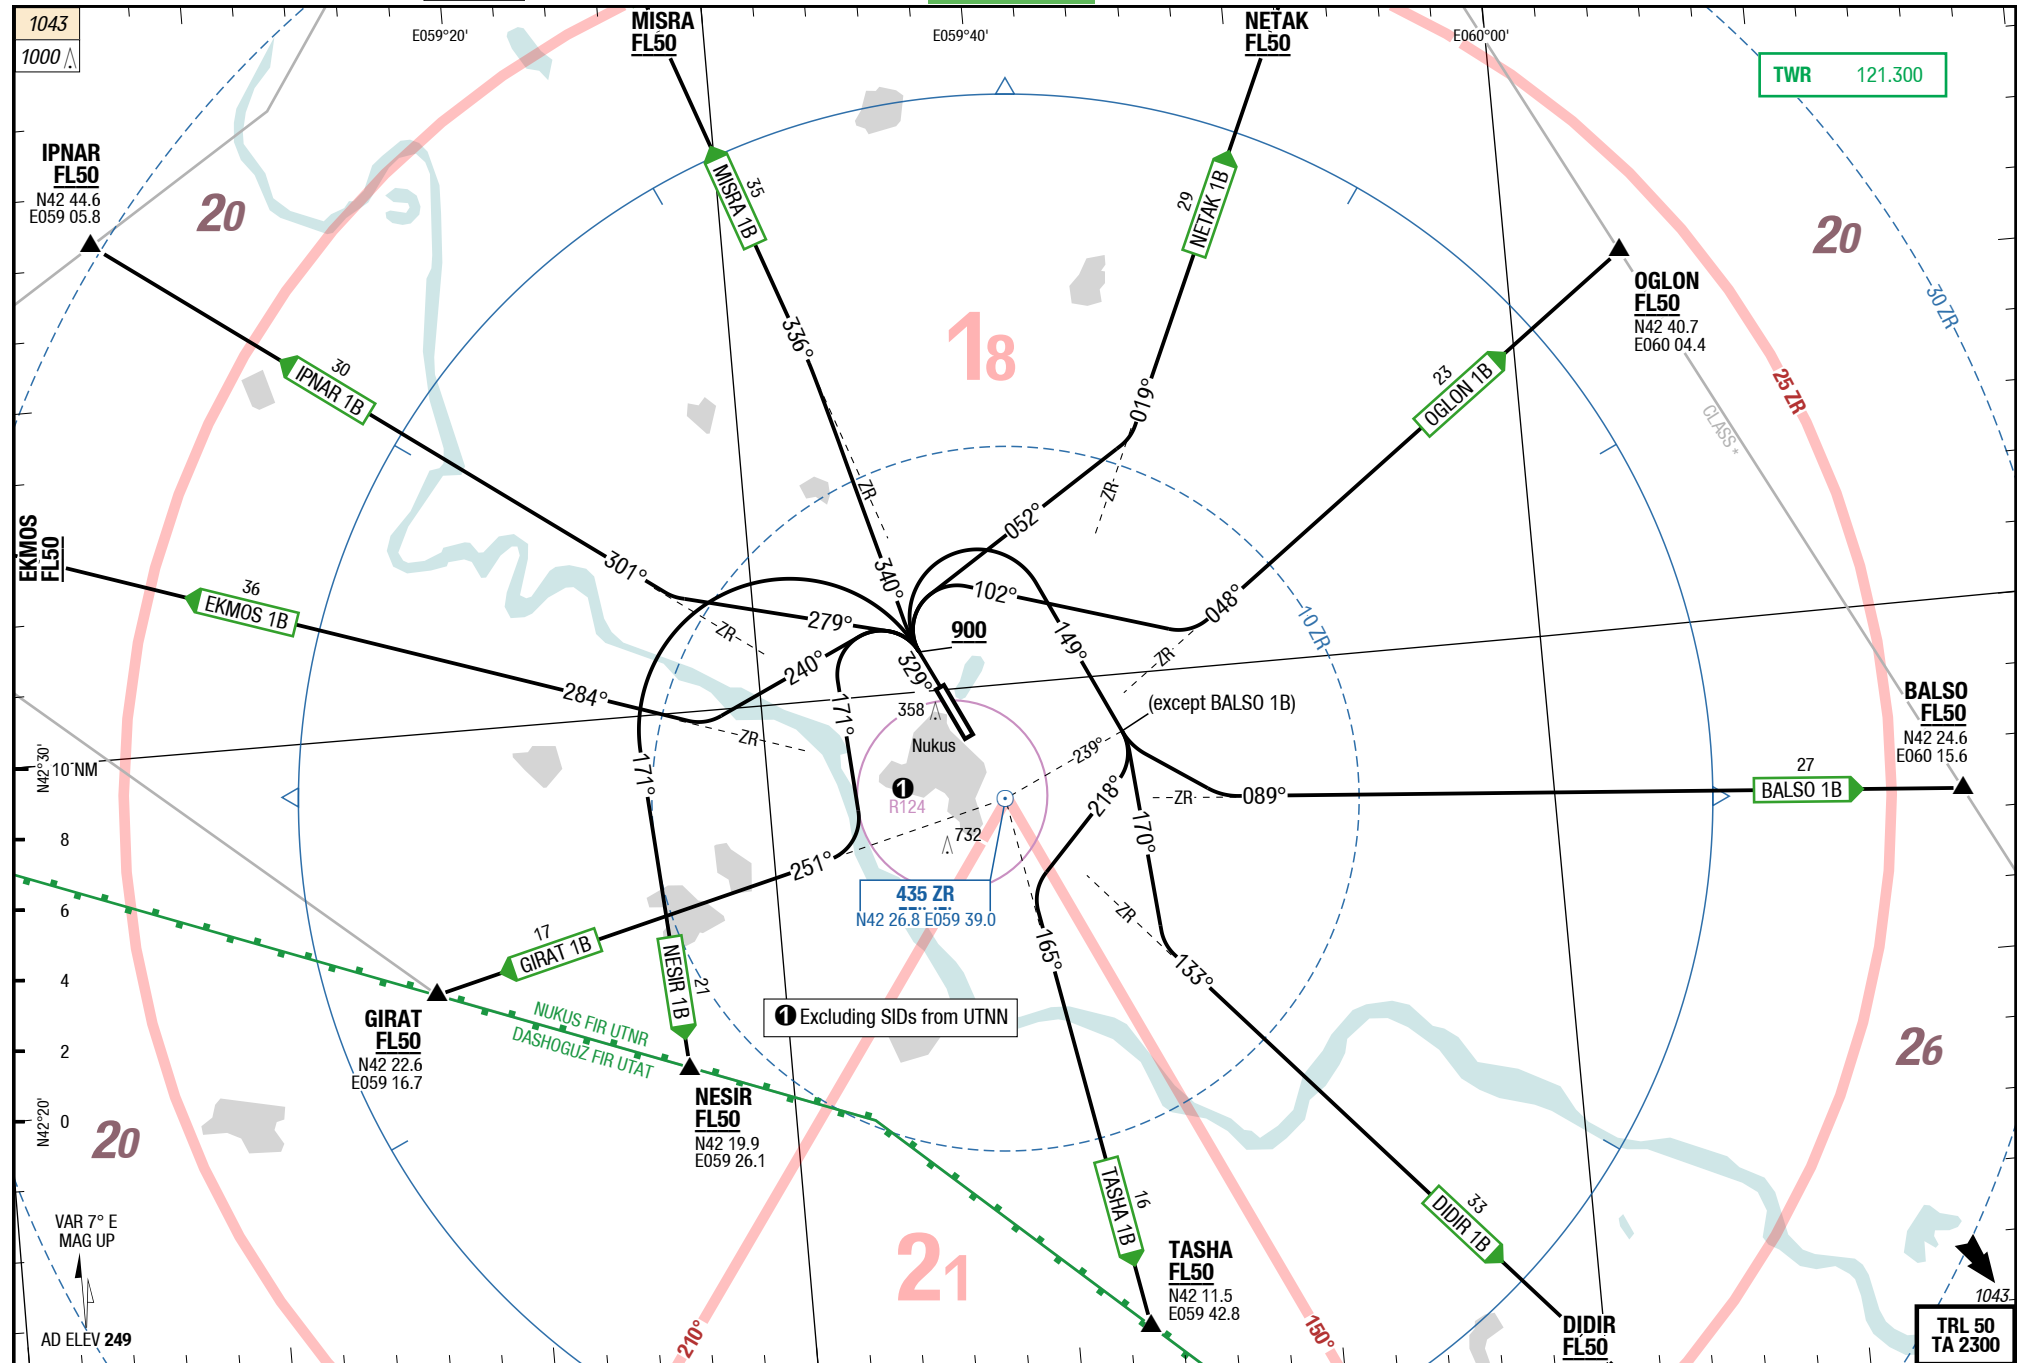 1043
1000
MISRA
FL50
NETAK
FL50
E059°20'
E059°40'
E060°00'
TWR 121.300
IPNAR
FL50
N42 44.6
E059 05.8
20
20
35
MISRA 1B
29
NETAK 1B
OGLON
FL50
N42 40.7
E060 04.4
30 ZR
18
336°
30
IPNAR 1B
23
OGLON 1B
019°
25 ZR
CLASS*
ZR
ZR
052°
EKMOS
FL50
301°
340°
102°
048°
36
EKMOS 1B
279°
ZR
900
149°
10 ZR
ZR
240°
329°
284°
171°
358
(except BALSO 1B)
BALSO
FL50
N42 24.6
E060 15.6
ZR
Nukus
239°
N42°30'
10 NM
171°
1
R124
218°
ZR
089°
27
BALSO 1B
8
732
170°
251°
435 ZR
N42 26.8 E059 39.0
6
ZR
17
GIRAT 1B
165°
133°
4
NESIR 1B
21
GIRAT
FL50
N42 22.6
E059 16.7
NUKUS FIR UTNR
DASHOGUZ FIR UTAT
1 Excluding SIDs from UTNN
26
2
NESIR
FL50
N42 19.9
E059 26.1
N42°20'
0
20
TASHA 1B
16
33
DIDIR 1B
VAR 7° E
MAG UP
21
TASHA
FL50
N42 11.5
E059 42.8
1043
AD ELEV 249
210°
150°
DIDIR
FL50
TRL 50
TA 2300